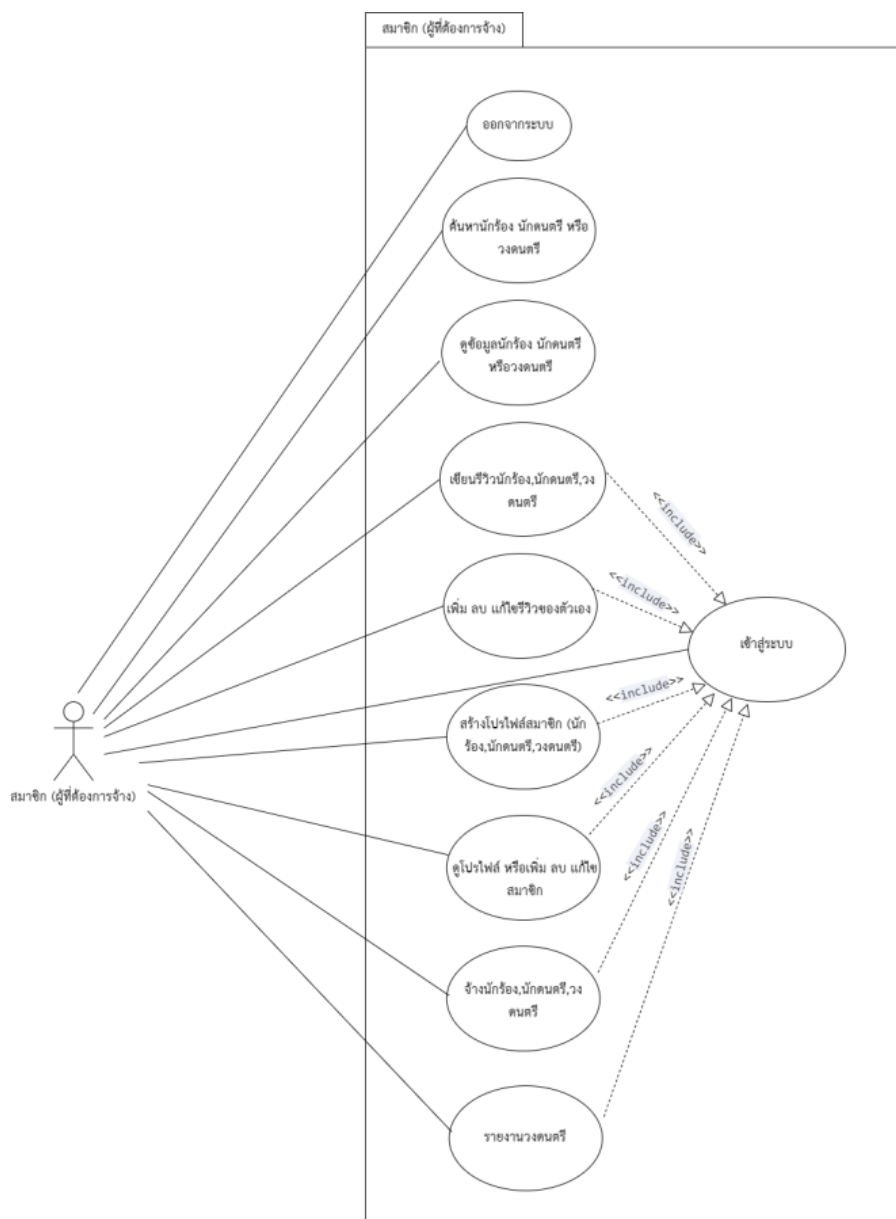 สมาชิก (ผู้ที่ต้องการจ้าง)
ออกจากระบบ
ค้นหานักร้อง นักดนตรี หรือ
วงดนตรี
ดูข้อมูลนักร้อง นักดนตรี
หรือวงดนตรี
เขียนรีวิวนักร้อง,นักดนตรี,วง
ดนตรี
<<include>>
เพิ่ม ลบ แก้ไขรีวิวของตัวเอง
<<include>>
เข้าสู่ระบบ
สร้างโปรไฟล์สมาชิก (นัก
ร้อง,นักดนตรี,วงดนตรี)
<<include>>
สมาชิก (ผู้ที่ต้องการจ้าง)
ดูโปรไฟล์ หรือเพิ่ม ลบ แก้ไข
สมาชิก
<<include>>
จ้างนักร้อง,นักดนตรี,วง
ดนตรี
<<include>>
รายงานวงดนตรี
<<include>>